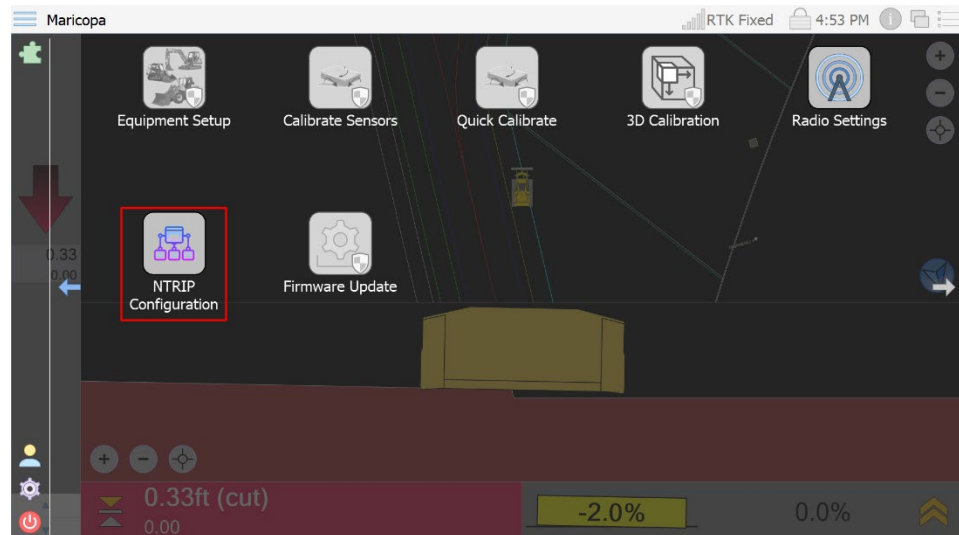 Maricopa
RTK Fixed
4:53 PM
Equipment Setup
Calibrate Sensors
Quick Calibrate
3D Calibration
Radio Settings
0.33
0.00
NTRIP
Configuration
Firmware Update
0.33ft (cut)
0.00
-2.0%
0.0%